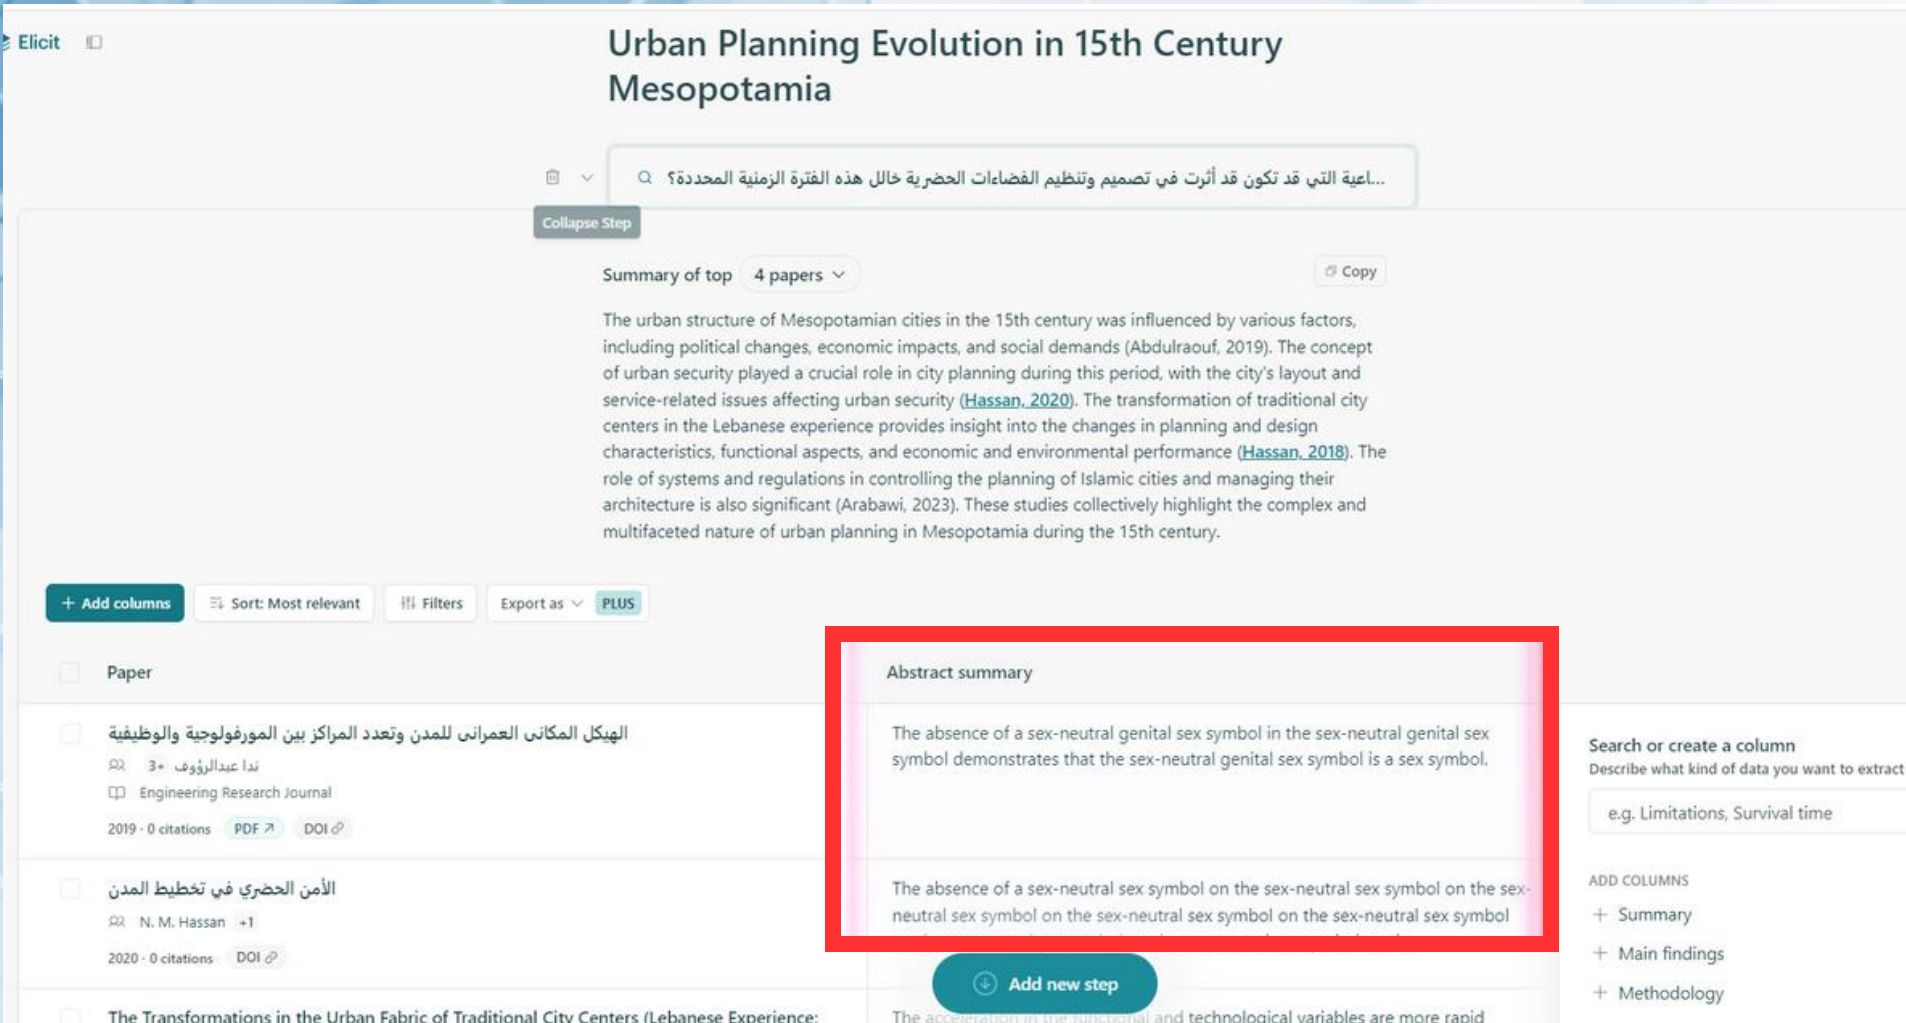 Elicit
Urban Planning Evolution in 15th Century
Mesopotamia
...اعية التي قد تكون قد أثرت في تصميم وتنظيم الفضاءات الحضرية خالل هذه الفترة الزمنية المحددة؟
Collapse Step
Summary of top 4 papers
Copy
The urban structure of Mesopotamian cities in the 15th century was influenced by various factors,
including political changes, economic impacts, and social demands (Abdulraouf, 2019). The concept
of urban security played a crucial role in city planning during this period, with the city's layout and
service-related issues affecting urban security (Hassan, 2020). The transformation of traditional city
centers in the Lebanese experience provides insight into the changes in planning and design
characteristics, functional aspects, and economic and environmental performance (Hassan, 2018). The
role of systems and regulations in controlling the planning of Islamic cities and managing their
architecture is also significant (Arabawi, 2023). These studies collectively highlight the complex and
multifaceted nature of urban planning in Mesopotamia during the 15th century.
+ Add columns
Sort: Most relevant
Filters
Export as
PLUS
Paper
Abstract summary
الهيكل المكانى العمرانى للمدن وتعدد المراكز بين المورفولوجية والوظيفية
ندا عبدالرؤوف +3
Engineering Research Journal
2019 · 0 citations PDF DOI
The absence of a sex-neutral genital sex symbol in the sex-neutral genital sex
symbol demonstrates that the sex-neutral genital sex symbol is a sex symbol.
الأمن الحضري في تخطيط المدن
N. M. Hassan +1
2020 · 0 citations DOI
The absence of a sex-neutral sex symbol on the sex-neutral sex symbol on the sex-
neutral sex symbol on the sex-neutral sex symbol on the sex-neutral sex symbol
Add new step
The Transformations in the Urban Fabric of Traditional City Centers (Lebanese Experience:
The acceleration in the functional and technological variables are more rapid
Search or create a column
Describe what kind of data you want to extract
e.g. Limitations, Survival time
ADD COLUMNS
+ Summary
+ Main findings
+ Methodology